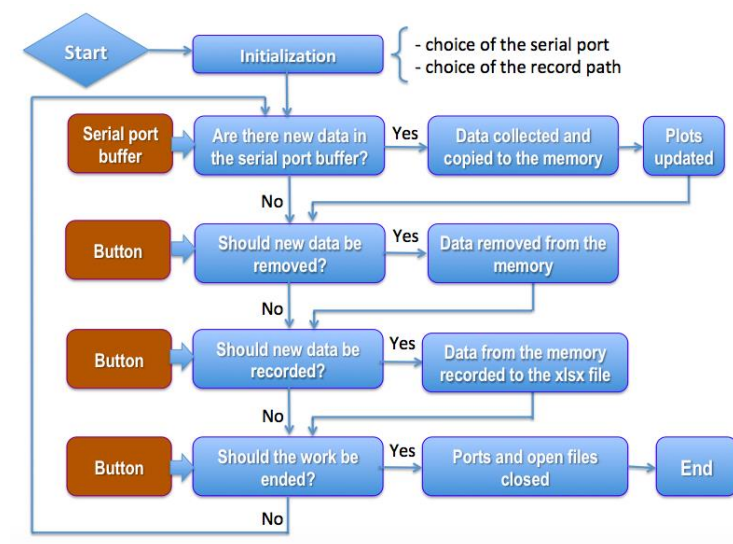 Start
Initialization
- choice of the serial port
- choice of the record path
Serial port
buffer
Are there new data in
the serial port buffer?
Yes
Data collected and
copied to the memory
Plots
updated
No
Button
Should new data be
removed?
Yes
Data removed from the
memory
No
Button
Should new data be
recorded?
Yes
Data from the memory
recorded to the xlsx file
No
Button
Should the work be
ended?
Yes
Ports and open files
closed
End
No